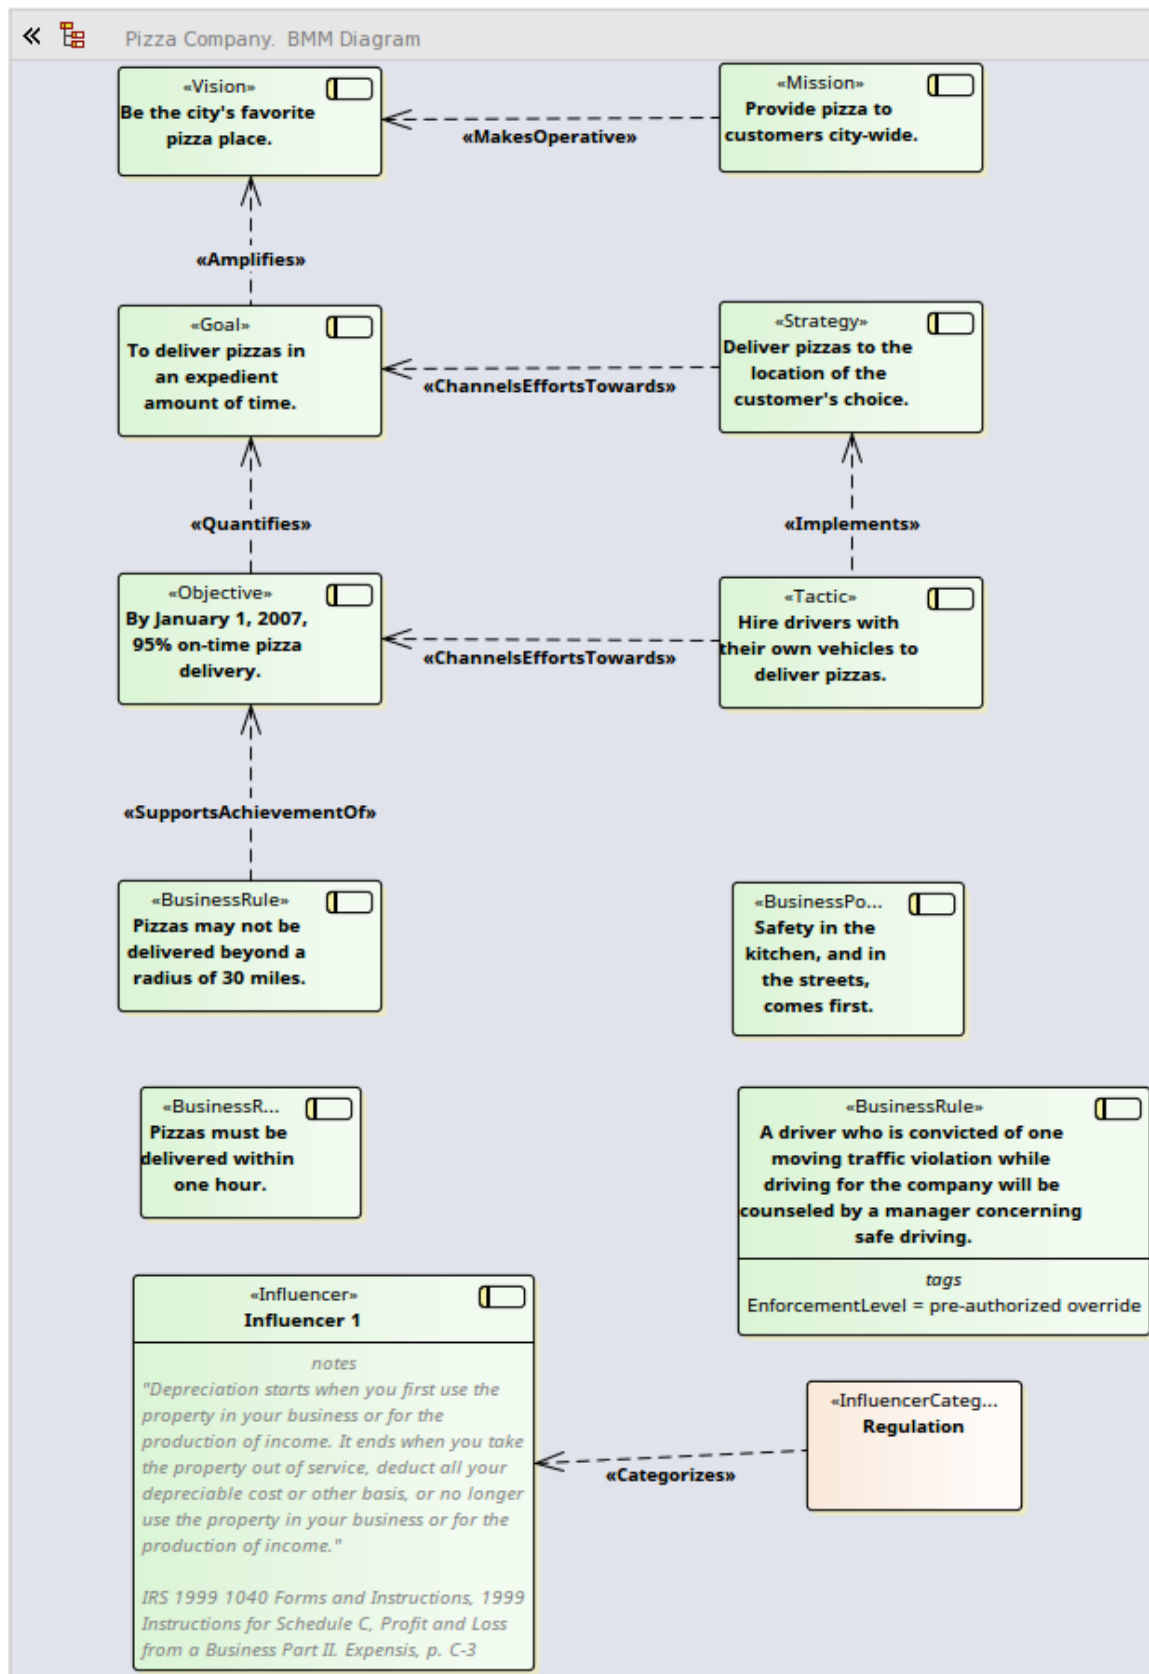 « Pizza Company.  BMM Diagram
«Vision»
Be the city's favorite
pizza place.
«MakesOperative»
«Mission»
Provide pizza to
customers city-wide.
«Amplifies»
«Goal»
To deliver pizzas in
an expedient
amount of time.
«ChannelsEffortsTowards»
«Strategy»
Deliver pizzas to the
location of the
customer's choice.
«Quantifies»
«Implements»
«Objective»
By January 1, 2007,
95% on-time pizza
delivery.
«ChannelsEffortsTowards»
«Tactic»
Hire drivers with
their own vehicles to
deliver pizzas.
«SupportsAchievementOf»
«BusinessRule»
Pizzas may not be
delivered beyond a
radius of 30 miles.
«BusinessPo...
Safety in the
kitchen, and in
the streets,
comes first.
«BusinessR...
Pizzas must be
delivered within
one hour.
«BusinessRule»
A driver who is convicted of one
moving traffic violation while
driving for the company will be
counseled by a manager concerning
safe driving.
tags
EnforcementLevel = pre-authorized override
«Influencer»
Influencer 1
notes
"Depreciation starts when you first use the
property in your business or for the
production of income. It ends when you take
the property out of service, deduct all your
depreciable cost or other basis, or no longer
use the property in your business or for the
production of income."
IRS 1999 1040 Forms and Instructions, 1999
Instructions for Schedule C, Profit and Loss
from a Business Part II. Expensis, p. C-3
«Categorizes»
«InfluencerCateg...
Regulation